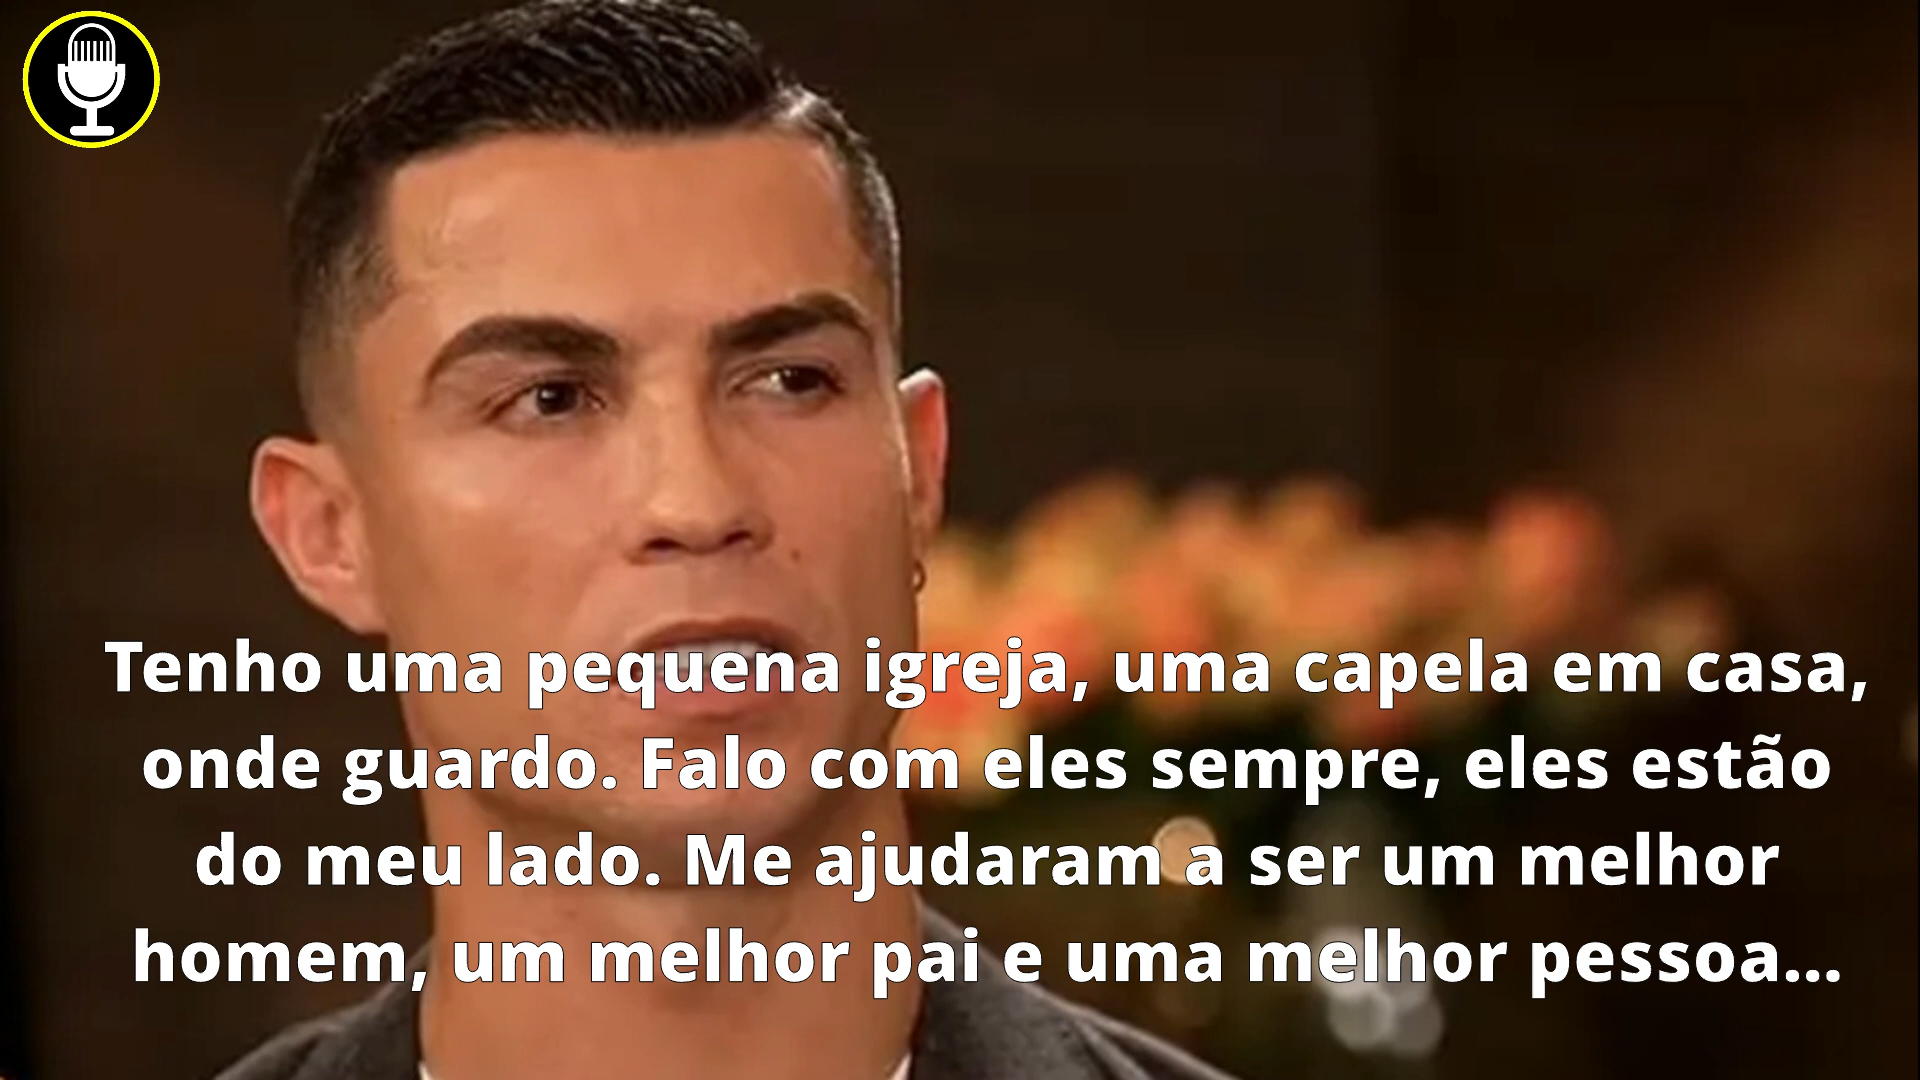 Tenho uma pequena igreja, uma capela em casa,
onde guardo. Falo com eles sempre, eles estão
do meu lado. Me ajudaram a ser um melhor
homem, um melhor pai e uma melhor pessoa...